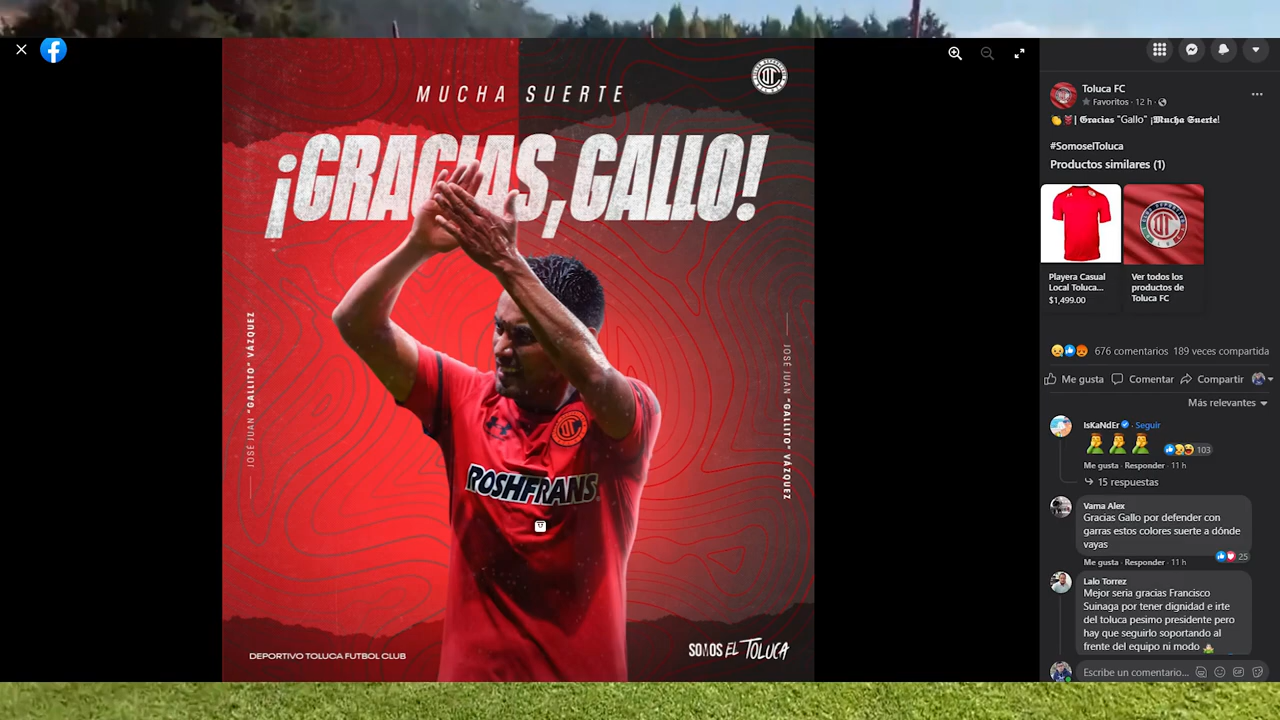 MUCHA SUERTE
¡GRACIAS, GALLO!
JOSÉ JUAN "GALLITO" VÁZQUEZ
JOSÉ JUAN "GALLITO" VÁZQUEZ
ROSHFRANS
DEPORTIVO TOLUCA FUTBOL CLUB
SOMOS EL TOLUCA
Toluca FC
Favoritos · 12 h ·
| Gracias "Gallo" ¡Mucha Suerte!
#SomoselToluca
Productos similares (1)
Playera Casual
Local Toluca...
$1,499.00
Ver todos los
productos de
Toluca FC
676 comentarios 189 veces compartida
Me gusta Comentar Compartir
Más relevantes
IsKaNdEr Seguir
103
Me gusta · Responder · 11 h
15 respuestas
Vama Alex
Gracias Gallo por defender con
garras estos colores suerte a dónde
vayas
25
Me gusta · Responder · 11 h
Lalo Torrez
Mejor seria gracias Francisco
Suinaga por tener dignidad e irte
del toluca pesimo presidente pero
hay que seguirlo soportando al
frente del equipo ni modo
Escribe un comentario...